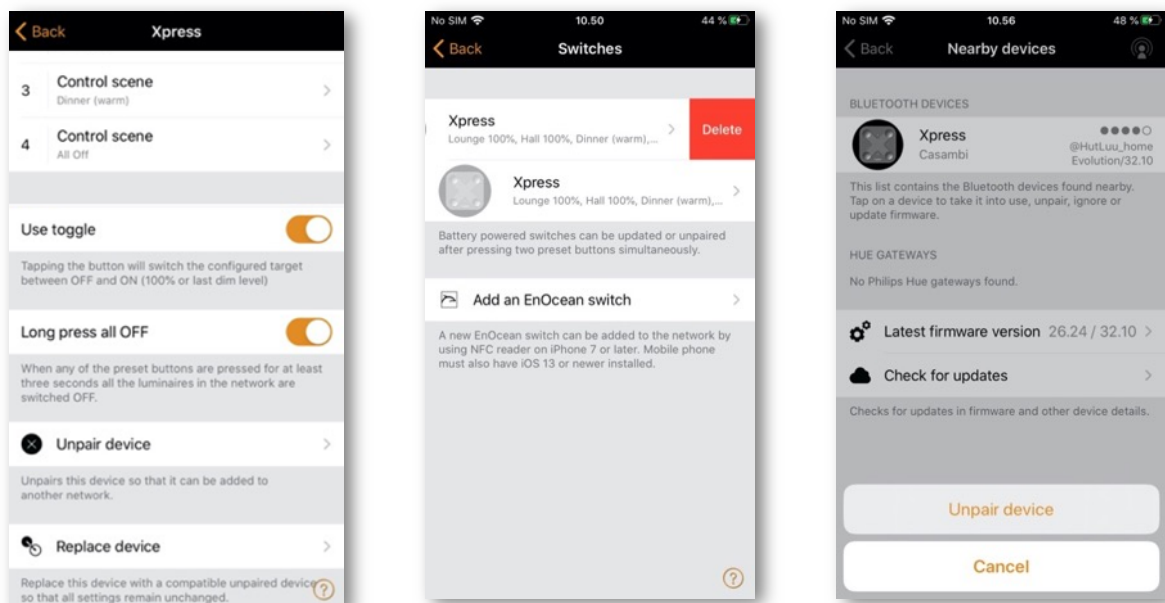 Back Xpress
3 Control scene
Dinner (warm)
4 Control scene
All Off
Use toggle
Tapping the button will switch the configured target
between OFF and ON (100% or last dim level)
Long press all OFF
When any of the preset buttons are pressed for at least
three seconds all the luminaires in the network are
switched OFF.
Unpair device
Unpairs this device so that it can be added to
another network.
Replace device
Replace this device with a compatible unpaired device
so that all settings remain unchanged.
?
No SIM 10.50 44 %
Back Switches
Xpress
Lounge 100%, Hall 100%, Dinner (warm),...
Delete
Xpress
Lounge 100%, Hall 100%, Dinner (warm),...
Battery powered switches can be updated or unpaired
after pressing two preset buttons simultaneously.
Add an EnOcean switch
A new EnOcean switch can be added to the network by
using NFC reader on iPhone 7 or later. Mobile phone
must also have iOS 13 or newer installed.
?
No SIM 10.56 48 %
Back Nearby devices
BLUETOOTH DEVICES
Xpress
Casambi
@HutLuu_home
Evolution/32.10
This list contains the Bluetooth devices found nearby.
Tap on a device to take it into use, unpair, ignore or
update firmware.
HUE GATEWAYS
No Philips Hue gateways found.
Latest firmware version 26.24 / 32.10
Check for updates
Checks for updates in firmware and other device details.
Unpair device
Cancel